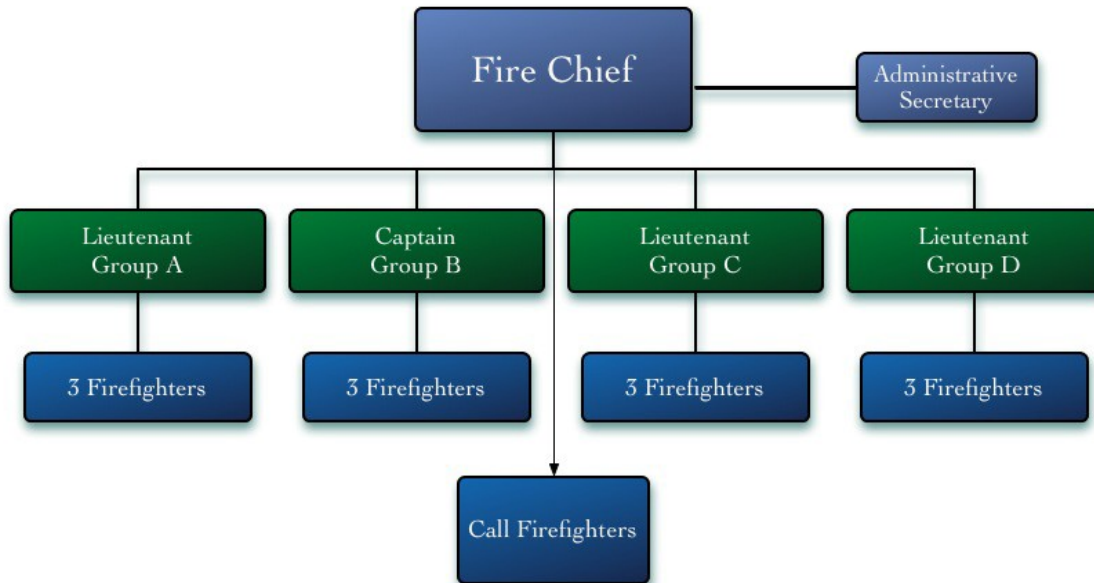 Fire Chief
Administrative
Secretary
Lieutenant
Group A
Captain
Group B
Lieutenant
Group C
Lieutenant
Group D
3 Firefighters
3 Firefighters
3 Firefighters
3 Firefighters
Call Firefighters